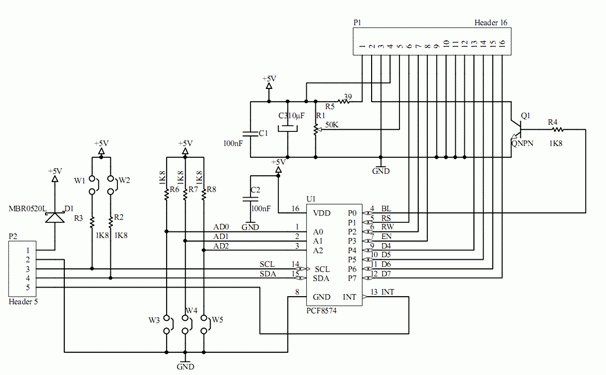 P1
Header 16
1 2 3 4 5 6 7 8 9 10 11 12 13 14 15 16
+5V
39
R5
C3 10μF
R1
50K
C1
100nF
GND
Q1
QNPN
R4
1K8
+5V
+5V
+5V
+5V
W1
W2
1K8
1K8
1K8
R6
R7
R8
C2
100nF
GND
MBR0520L
D1
R3
R2
1K8
1K8
U1
16
VDD
P0
4
BL
P1
5
RS
AD0
1
A0
P2
6
RW
AD1
2
A1
P3
7
EN
AD2
3
A2
P4
9
D4
P5
10
D5
SCL
14
SCL
P6
11
D6
SDA
15
SDA
P7
12
D7
8
GND
INT
13
INT
PCF8574
P2
1
2
3
4
5
Header 5
W3
W4
W5
GND